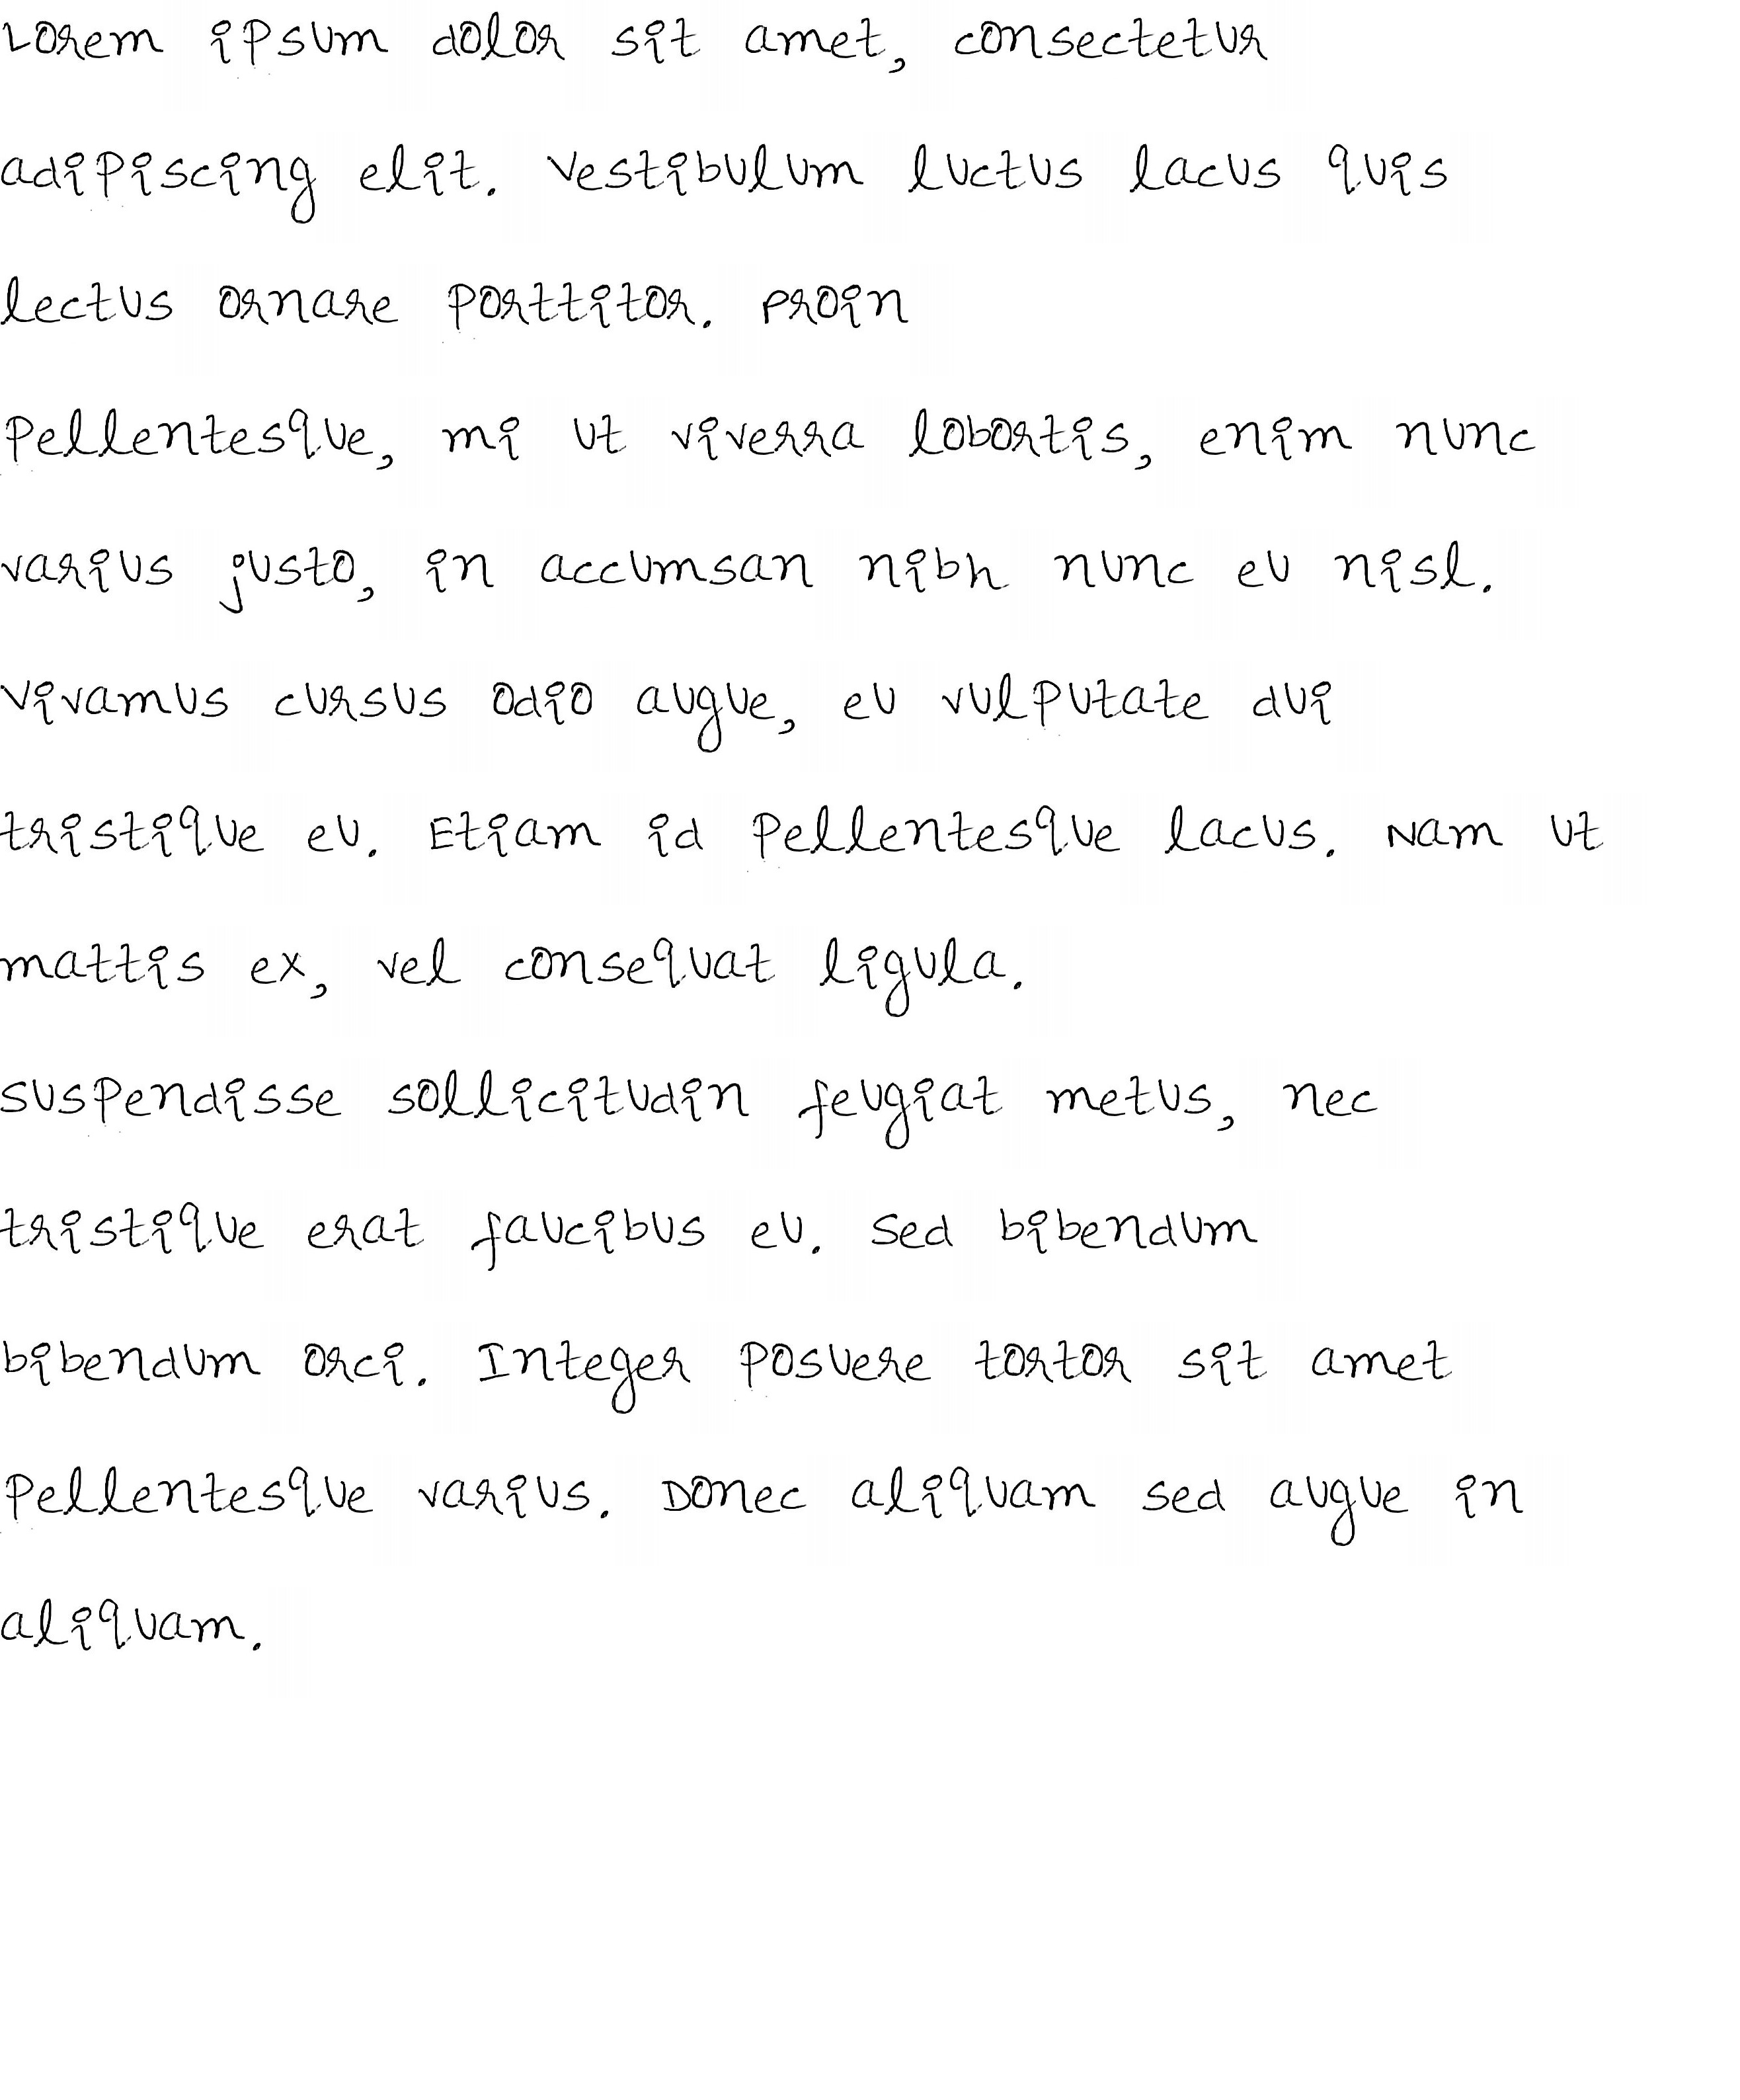 Lorem ipsum dolor sit amet, consectetur
adipiscing elit. Vestibulum luctus lacus quis
lectus ornare porttitor. Proin
pellentesque, mi ut viverra lobortis, enim nunc
varius justo, in accumsan nibh nunc eu nisl.
Vivamus cursus odio augue, eu vulputate dui
tristique eu. Etiam id pellentesque lacus. Nam ut
mattis ex, vel consequat ligula.
Suspendisse sollicitudin feugiat metus, nec
tristique erat faucibus eu. Sed bibendum
bibendum orci. Integer posuere tortor sit amet
pellentesque varius. Donec aliquam sed augue in
aliquam.